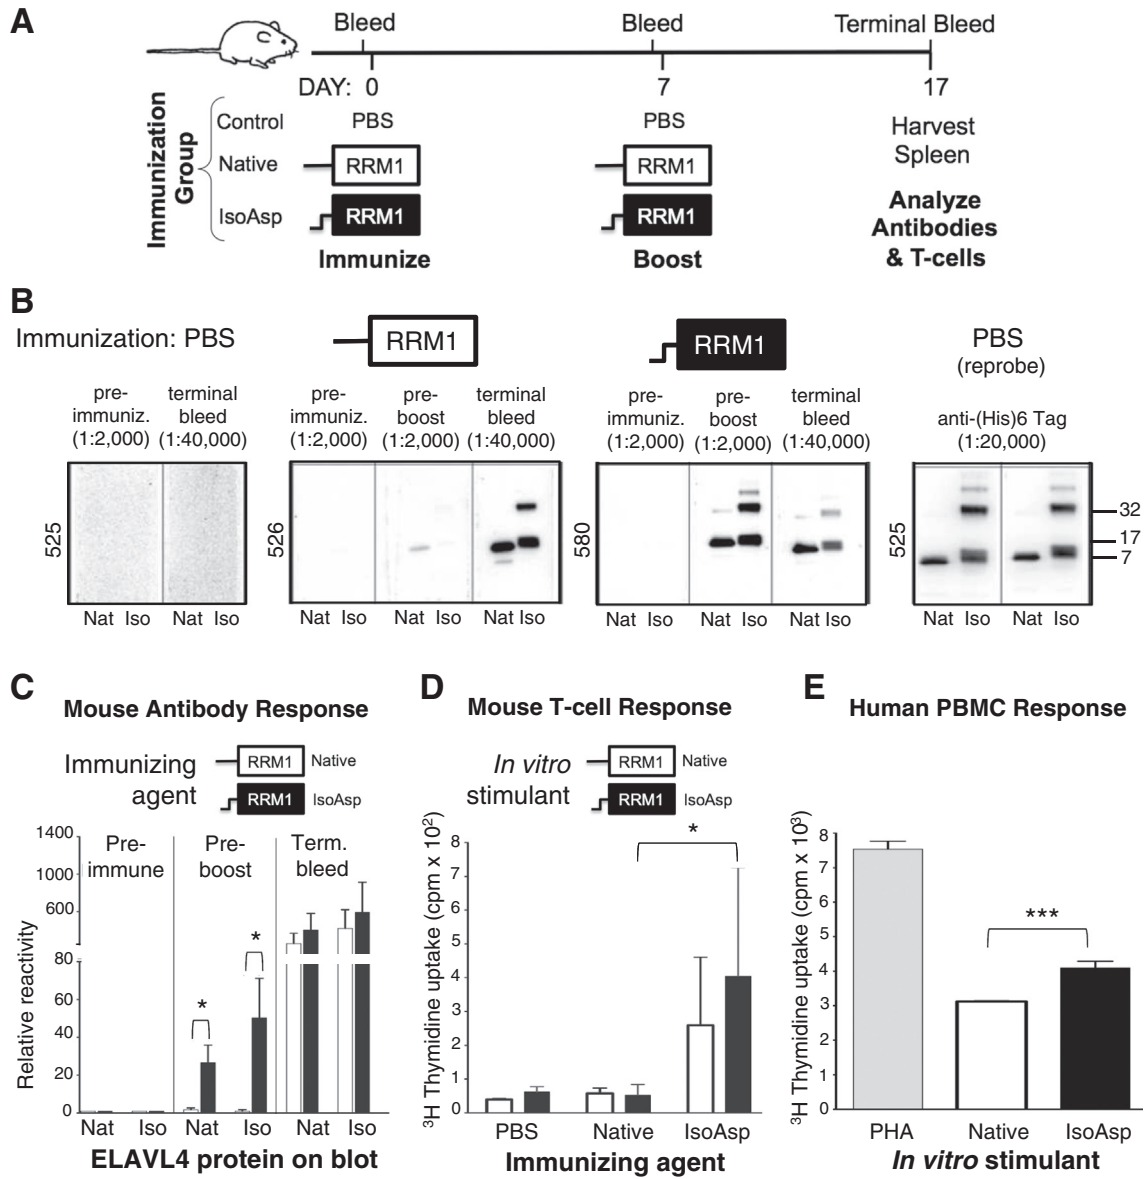 A
Bleed Bleed Terminal Bleed
DAY: 0 7 17
Immunization
Group
Control PBS PBS
Native RRM1 RRM1
IsoAsp RRM1 RRM1
Immunize Boost
Harvest
Spleen
Analyze
Antibodies
& T-cells
B
Immunization: PBS RRM1 RRM1 PBS
(reprobe)
pre-
immuniz.
(1:2,000)
terminal
bleed
(1:40,000)
525
Nat Iso Nat Iso
pre-
immuniz.
(1:2,000)
pre-
boost
(1:2,000)
terminal
bleed
(1:40,000)
526
Nat Iso Nat Iso Nat Iso
pre-
immuniz.
(1:2,000)
pre-
boost
(1:2,000)
terminal
bleed
(1:40,000)
580
Nat Iso Nat Iso Nat Iso
anti-(His)6 Tag
(1:20,000)
525
32
17
7
Nat Iso Nat Iso
C
Mouse Antibody Response
Immunizing
agent
RRM1 Native
RRM1 IsoAsp
Relative reactivity
1400
1000
600
80
60
40
20
0
Pre-
immune
Pre-
boost
Term.
bleed
*
*
Nat Iso Nat Iso Nat Iso
ELAVL4 protein on blot
D
Mouse T-cell Response
In vitro
stimulant
RRM1 Native
RRM1 IsoAsp
3H Thymidine uptake (cpm x 10²)
8
7
6
5
4
3
2
1
0
*
PBS Native IsoAsp
Immunizing agent
E
Human PBMC Response
³H Thymidine uptake (cpm x 10³)
8
7
6
5
4
3
2
1
0
***
PHA Native IsoAsp
In vitro stimulant